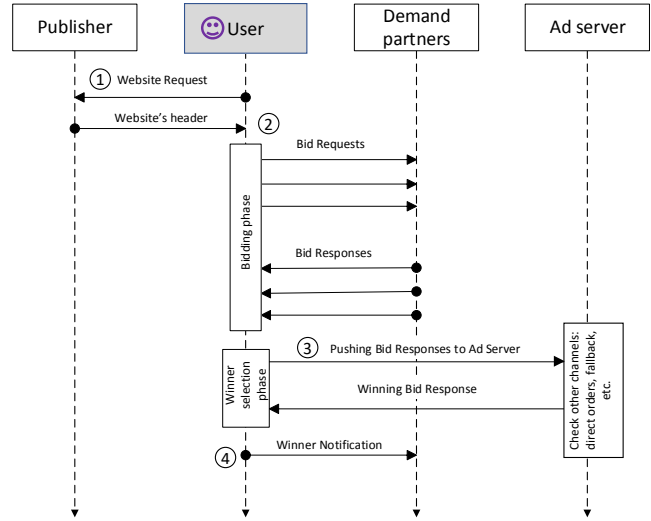 Publisher
User
Demand
partners
Ad server
1 Website Request
Website's header
2
Bid Requests
Bidding phase
Bid Responses
3 Pushing Bid Responses to Ad Server
Winner
selection
phase
Winning Bid Response
Check other channels:
direct orders, fallback,
etc.
4
Winner Notification